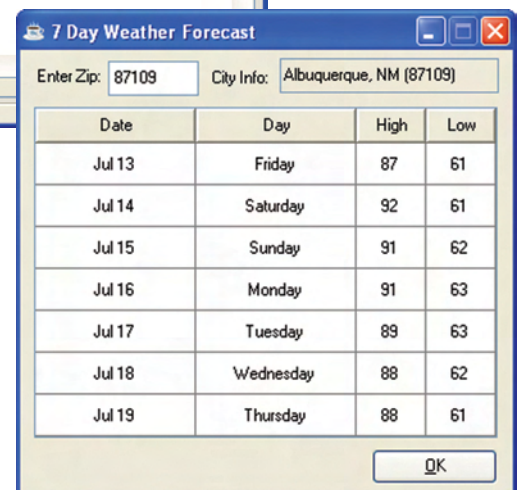 7 Day Weather Forecast
Enter Zip: 87109 City Info: Albuquerque, NM (87109)
Date Day High Low
Jul 13 Friday 87 61
Jul 14 Saturday 92 61
Jul 15 Sunday 91 62
Jul 16 Monday 91 63
Jul 17 Tuesday 89 63
Jul 18 Wednesday 88 62
Jul 19 Thursday 88 61
OK